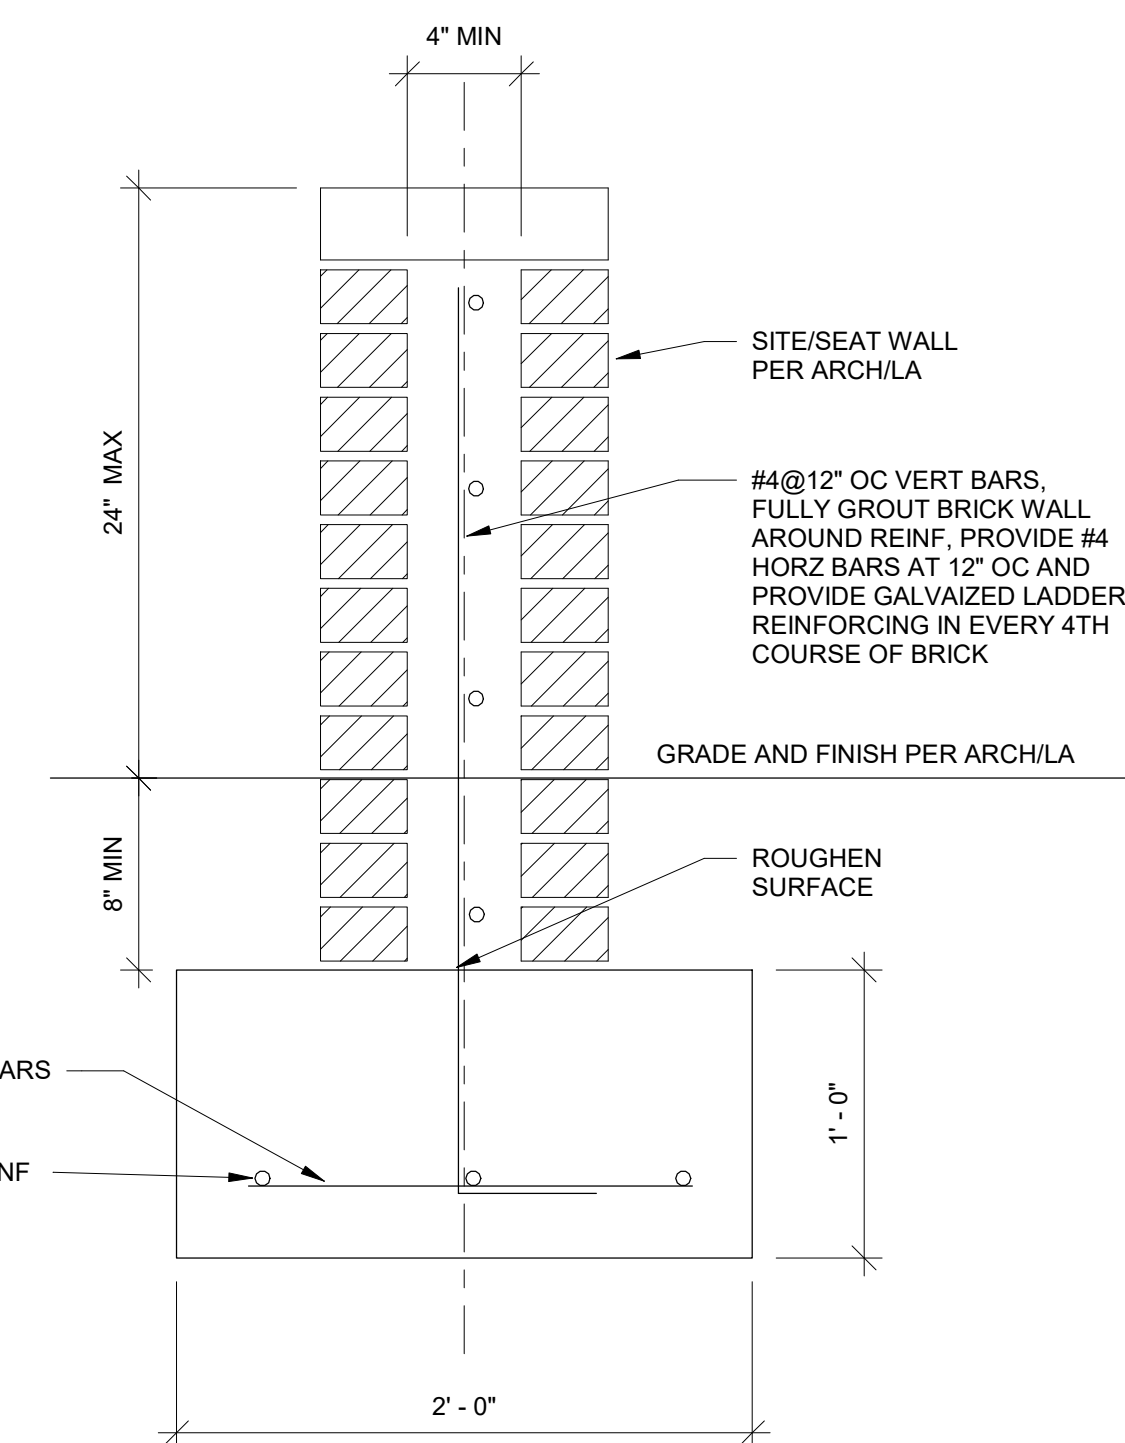 4" MIN
24" MAX
SITE/SEAT WALL
PER ARCH/LA
#4@12" OC VERT BARS,
FULLY GROUT BRICK WALL
AROUND REINF, PROVIDE #4
HORZ BARS AT 12" OC AND
PROVIDE GALVAIZED LADDER
REINFORCING IN EVERY 4TH
COURSE OF BRICK
GRADE AND FINISH PER ARCH/LA
8" MIN
ROUGHEN
SURFACE
ARS
NF
1' - 0"
2' - 0"